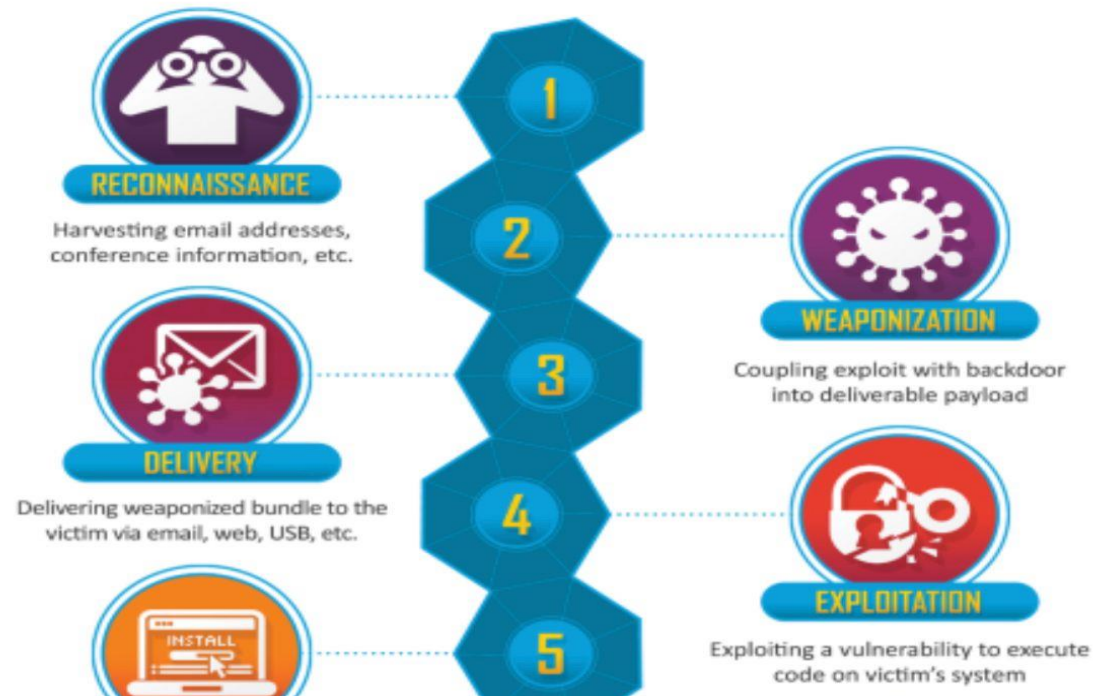 1
RECONNAISSANCE
Harvesting email addresses,
conference information, etc.
2
WEAPONIZATION
Coupling exploit with backdoor
into deliverable payload
3
DELIVERY
Delivering weaponized bundle to the
victim via email, web, USB, etc.
4
EXPLOITATION
Exploiting a vulnerability to execute
code on victim's system
5
INSTALL